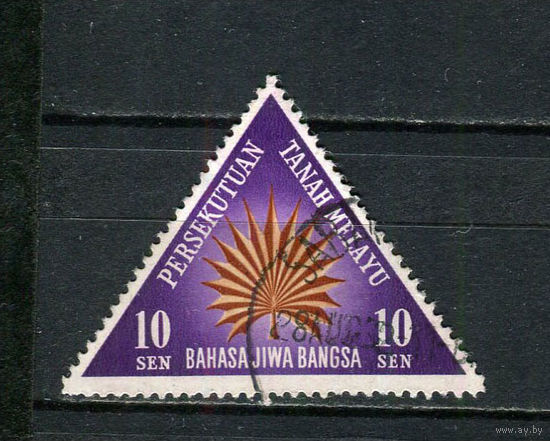 PERSEKUTUAN
TANAH MELAYU
10
SEN
BAHASA JIWA BANGSA
10
SEN
www.ay.by